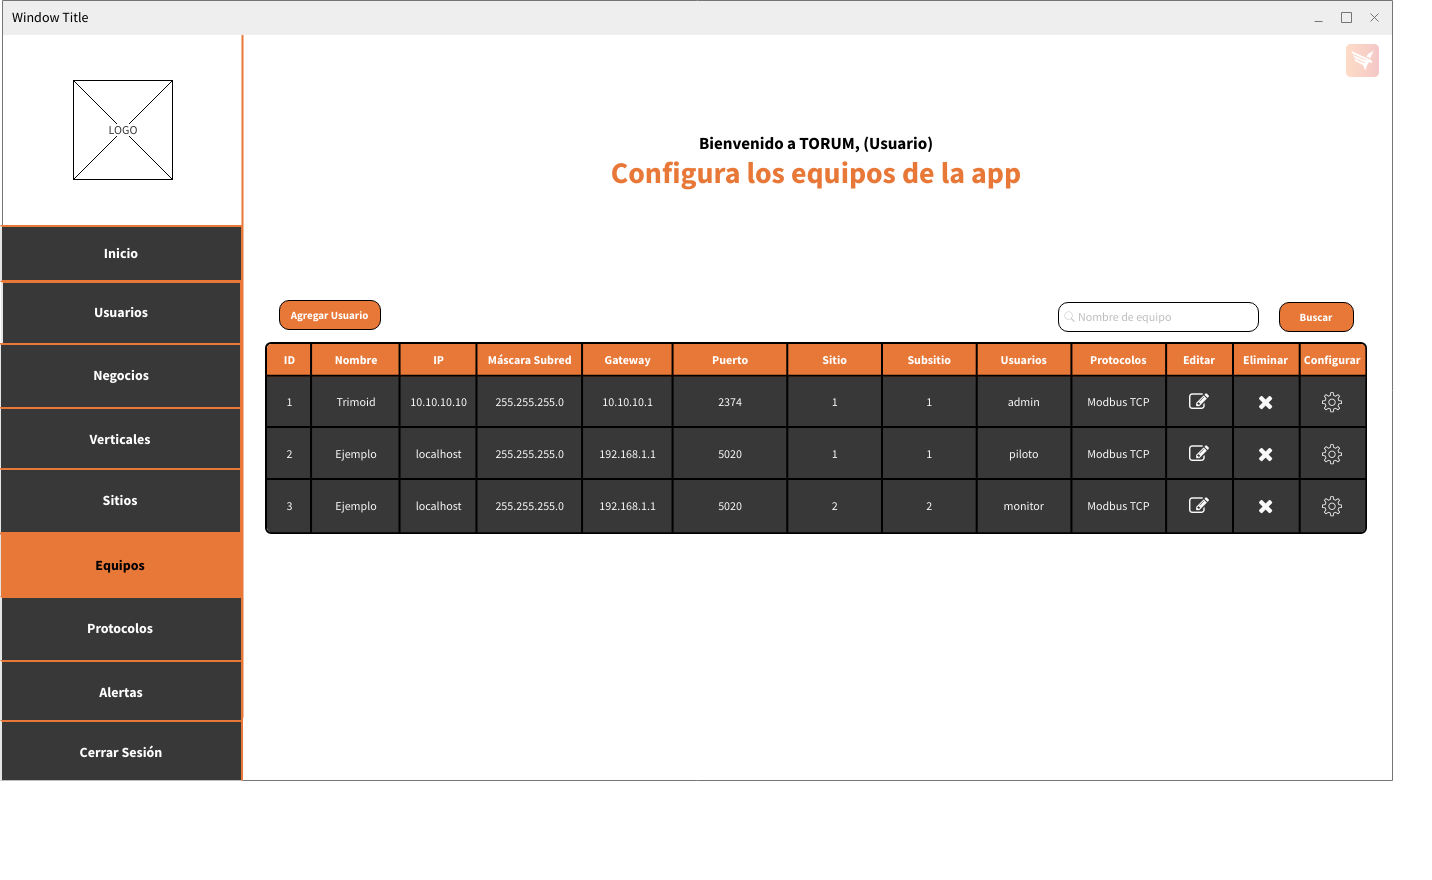 Window Title
LOGO
Bienvenido a TORUM, (Usuario)
Configura los equipos de la app
Inicio
Usuarios
Negocios
Verticales
Sitios
Equipos
Protocolos
Alertas
Cerrar Sesión
Agregar Usuario
Nombre de equipo
Buscar
ID Nombre IP Máscara Subred Gateway Puerto Sitio Subsitio Usuarios Protocolos Editar Eliminar Configurar
1 Trimoid 10.10.10.10 255.255.255.0 10.10.10.1 2374 1 1 admin Modbus TCP
2 Ejemplo localhost 255.255.255.0 192.168.1.1 5020 1 1 piloto Modbus TCP
3 Ejemplo localhost 255.255.255.0 192.168.1.1 5020 2 2 monitor Modbus TCP